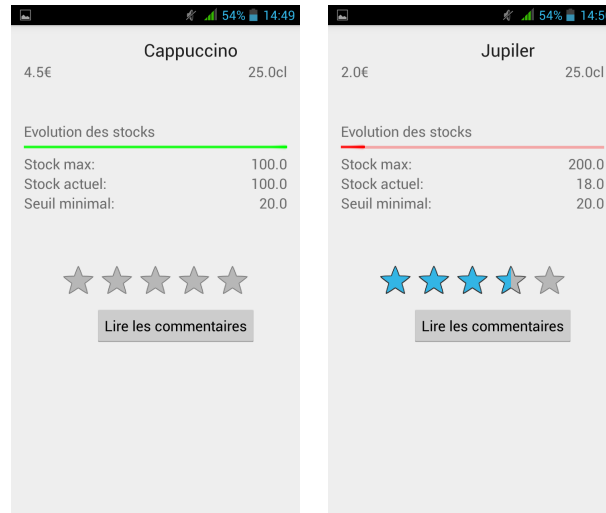 54% 14:49
Cappuccino
4.5€ 25.0cl
Evolution des stocks
Stock max: 100.0
Stock actuel: 100.0
Seuil minimal: 20.0
Lire les commentaires
54% 14:5
Jupiler
2.0€ 25.0cl
Evolution des stocks
Stock max: 200.0
Stock actuel: 18.0
Seuil minimal: 20.0
Lire les commentaires